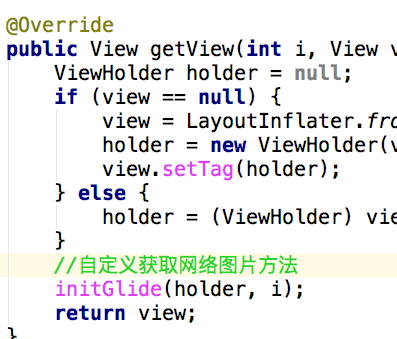 @Override
public View getView(int i, View v
ViewHolder holder = null;
if (view == null) {
view = LayoutInflater.fro
holder = new ViewHolder(v
view.setTag(holder);
} else {
holder = (ViewHolder) vie
}
//自定义获取网络图片方法
initGlide(holder, i);
return view;
}